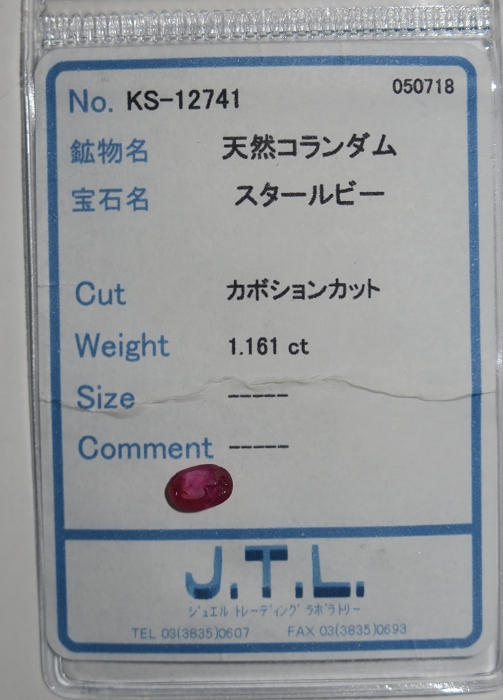 050718
No. KS-12741
鉱物名 天然コランダム
宝石名 スタールビー
Cut カボションカット
Weight 1.161 ct
Size -----
Comment -----
J.T.L.
ジュエル トレーディング ラボラトリー
TEL 03(3835)0607 FAX 03(3835)0693